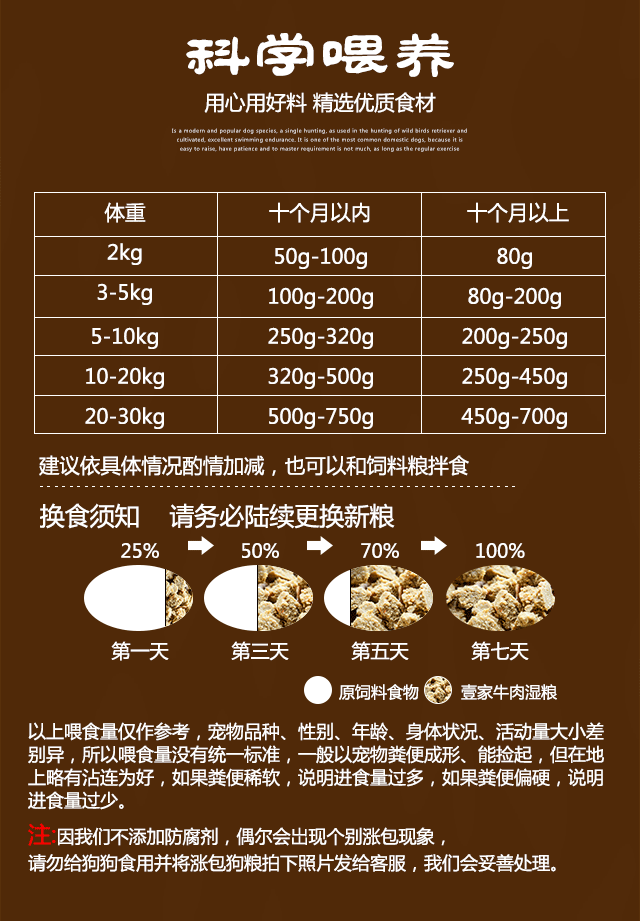 科学喂养
用心用好料 精选优质食材
Is a modern and popular dog species, a single hunting, as used in the hunting of wild birds retriever and
cultivated, excellent swimming endurance. It is one of the most common domestic dogs, because it is
easy to raise, have patience and to master requirement is not much, as long as the regular exercise
体重 十个月以内 十个月以上
2kg 50g-100g 80g
3-5kg 100g-200g 80g-200g
5-10kg 250g-320g 200g-250g
10-20kg 320g-500g 250g-450g
20-30kg 500g-750g 450g-700g
建议依具体情况酌情加减，也可以和饲料粮拌食
换食须知 请务必陆续更换新粮
25% 50% 70% 100%
第一天 第三天 第五天 第七天
原饲料食物 壹家牛肉湿粮
以上喂食量仅作参考，宠物品种、性别、年龄、身体状况、活动量大小差
别异，所以喂食量没有统一标准，一般以宠物粪便成形、能捡起，但在地
上略有沾连为好，如果粪便稀软，说明进食量过多，如果粪便偏硬，说明
进食量过少。
注:因我们不添加防腐剂，偶尔会出现个别涨包现象，
请勿给狗狗食用并将涨包狗粮拍下照片发给客服，我们会妥善处理。